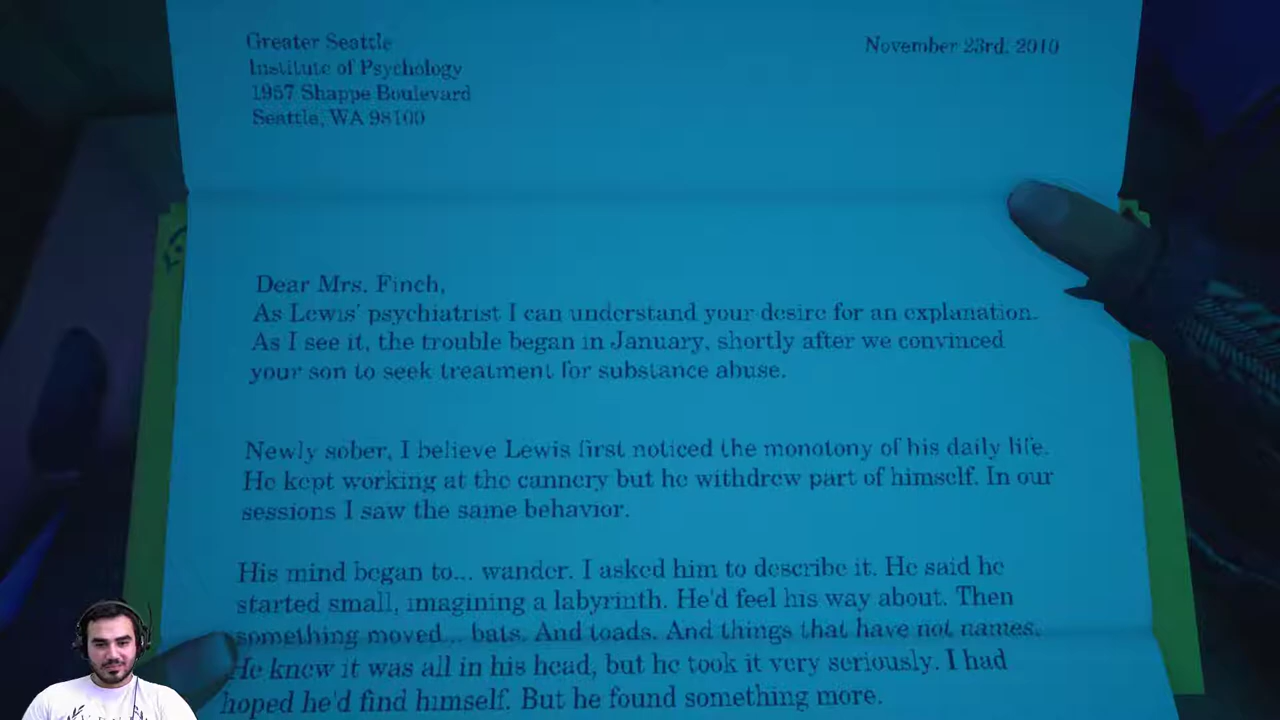 Greater Seattle
November 23rd, 2010
Institute of Psychology
1957 Shappe Boulevard
Seattle, WA 98100
Dear Mrs. Finch,
As Lewis' psychiatrist I can understand your desire for an explanation.
As I see it, the trouble began in January, shortly after we convinced
your son to seek treatment for substance abuse.
Newly sober, I believe Lewis first noticed the monotony of his daily life.
He kept working at the cannery but he withdrew part of himself. In our
sessions I saw the same behavior.
His mind began to... wander. I asked him to describe it. He said he
started small, imagining a labyrinth. He'd feel his way about. Then
something moved... bats. And toads. And things that have not names.
He knew it was all in his head, but he took it very seriously. I had
hoped he'd find himself. But he found something more.